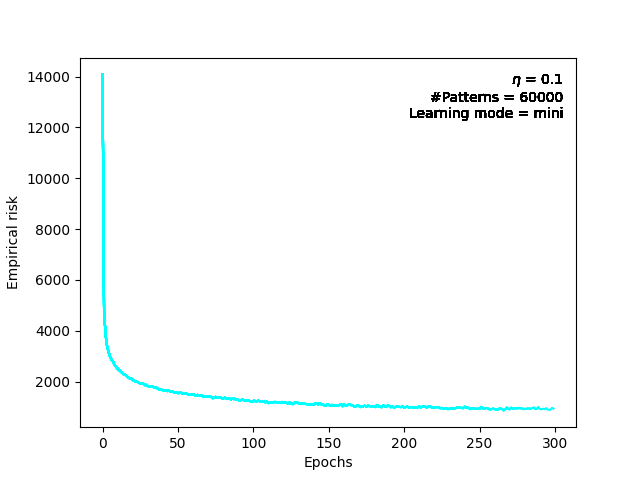 14000
12000
10000
8000
6000
4000
2000
Empirical risk
η = 0.1
#Patterns = 60000
Learning mode = mini
0 50 100 150 200 250 300
Epochs